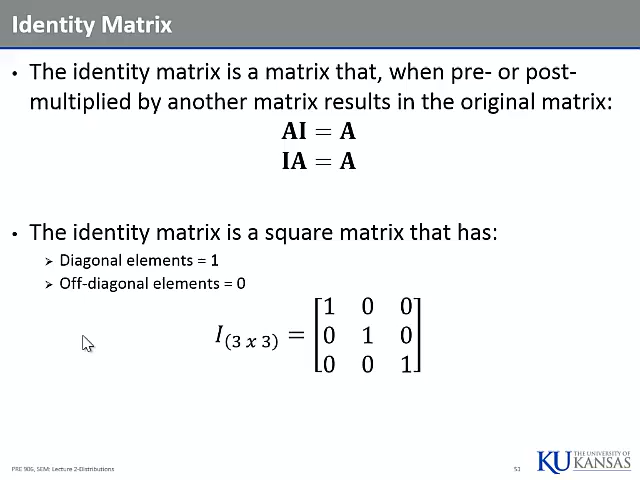 Identity Matrix
• The identity matrix is a matrix that, when pre- or post-
multiplied by another matrix results in the original matrix:
AI = A
IA = A
• The identity matrix is a square matrix that has:
➢ Diagonal elements = 1
➢ Off-diagonal elements = 0
1 0 0
I(3 x 3) = 0 1 0
0 0 1
PRE 906, SEM: Lecture 2-Distributions
51
KU THE UNIVERSITY OF
KANSAS